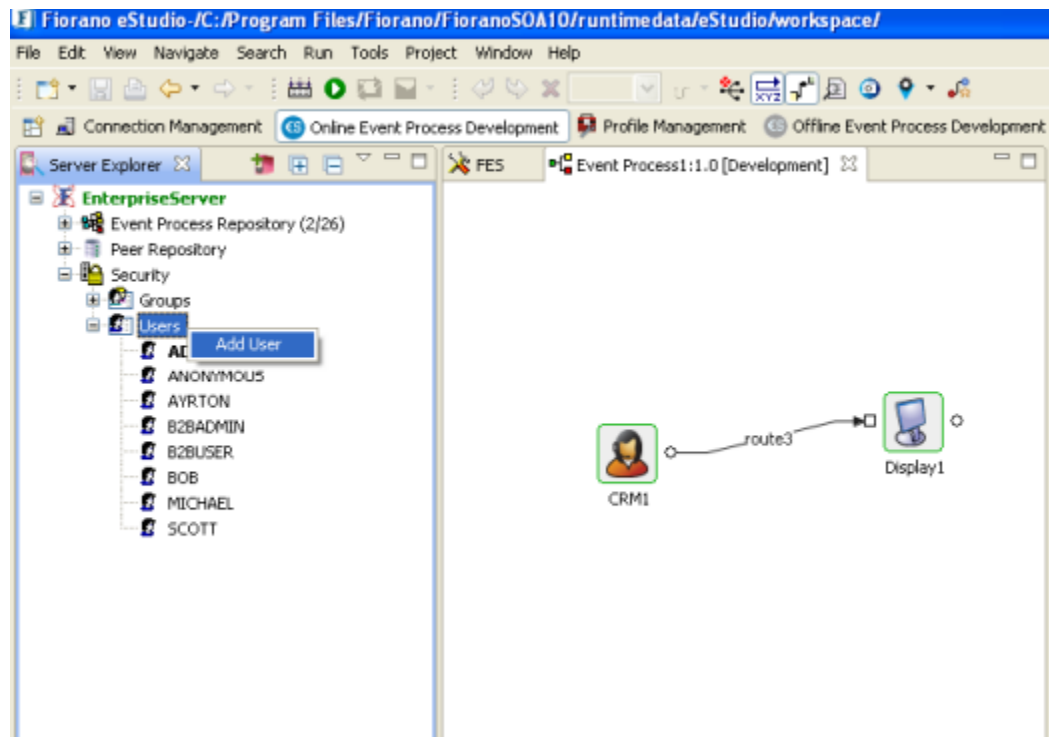 Fiorano eStudio-/C:/Program Files/Fiorano/FioranoSOA10/runtimedata/eStudio/workspace/
File Edit View Navigate Search Run Tools Project Window Help
XYZ
Connection Management Online Event Process Development Profile Management Offline Event Process Development
Server Explorer
FES Event Process1:1.0 [Development]
EnterpriseServer
Event Process Repository (2/26)
Peer Repository
Security
Groups
Users
Add User
ANONYMOUS
AYRTON
B2BADMIN
B2BUSER
BOB
MICHAEL
SCOTT
route3
CRM1
Display1